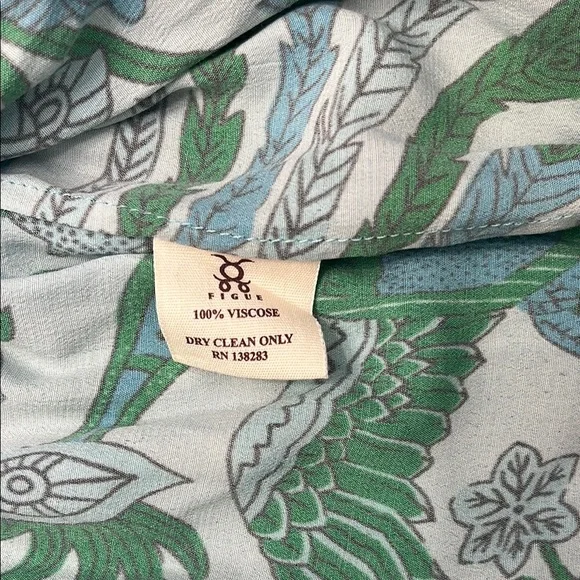 FIGUE
100% VISCOSE
DRY CLEAN ONLY
RN 138283